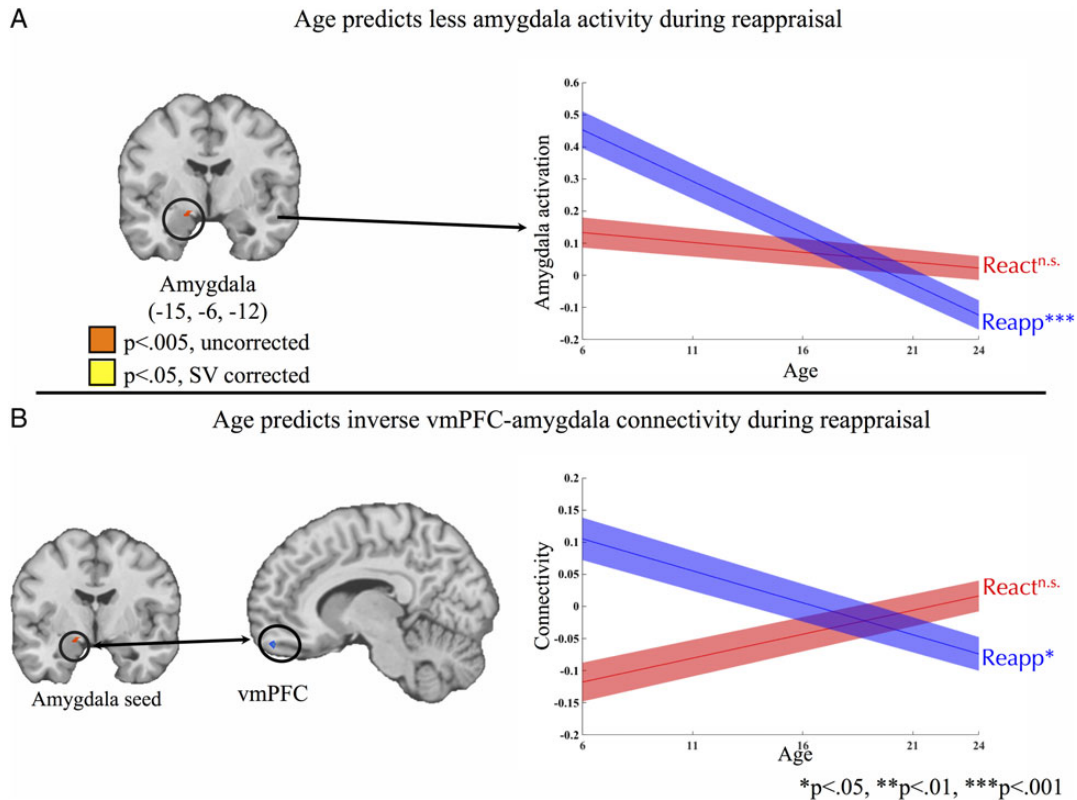 A
Age predicts less amygdala activity during reappraisal
Amygdala
(-15, -6, -12)
p<.005, uncorrected
p<.05, SV corrected
Amygdala activation
0.6
0.5
0.4
0.3
0.2
0.1
0
-0.1
-0.2
6
11
16
21
24
Age
React^n.s.
Reapp***
B
Age predicts inverse vmPFC-amygdala connectivity during reappraisal
Amygdala seed
vmPFC
Connectivity
0.2
0.15
0.1
0.05
0
-0.05
-0.1
-0.15
-0.2
6
11
16
21
24
Age
React^n.s.
Reapp*
*p<.05, **p<.01, ***p<.001